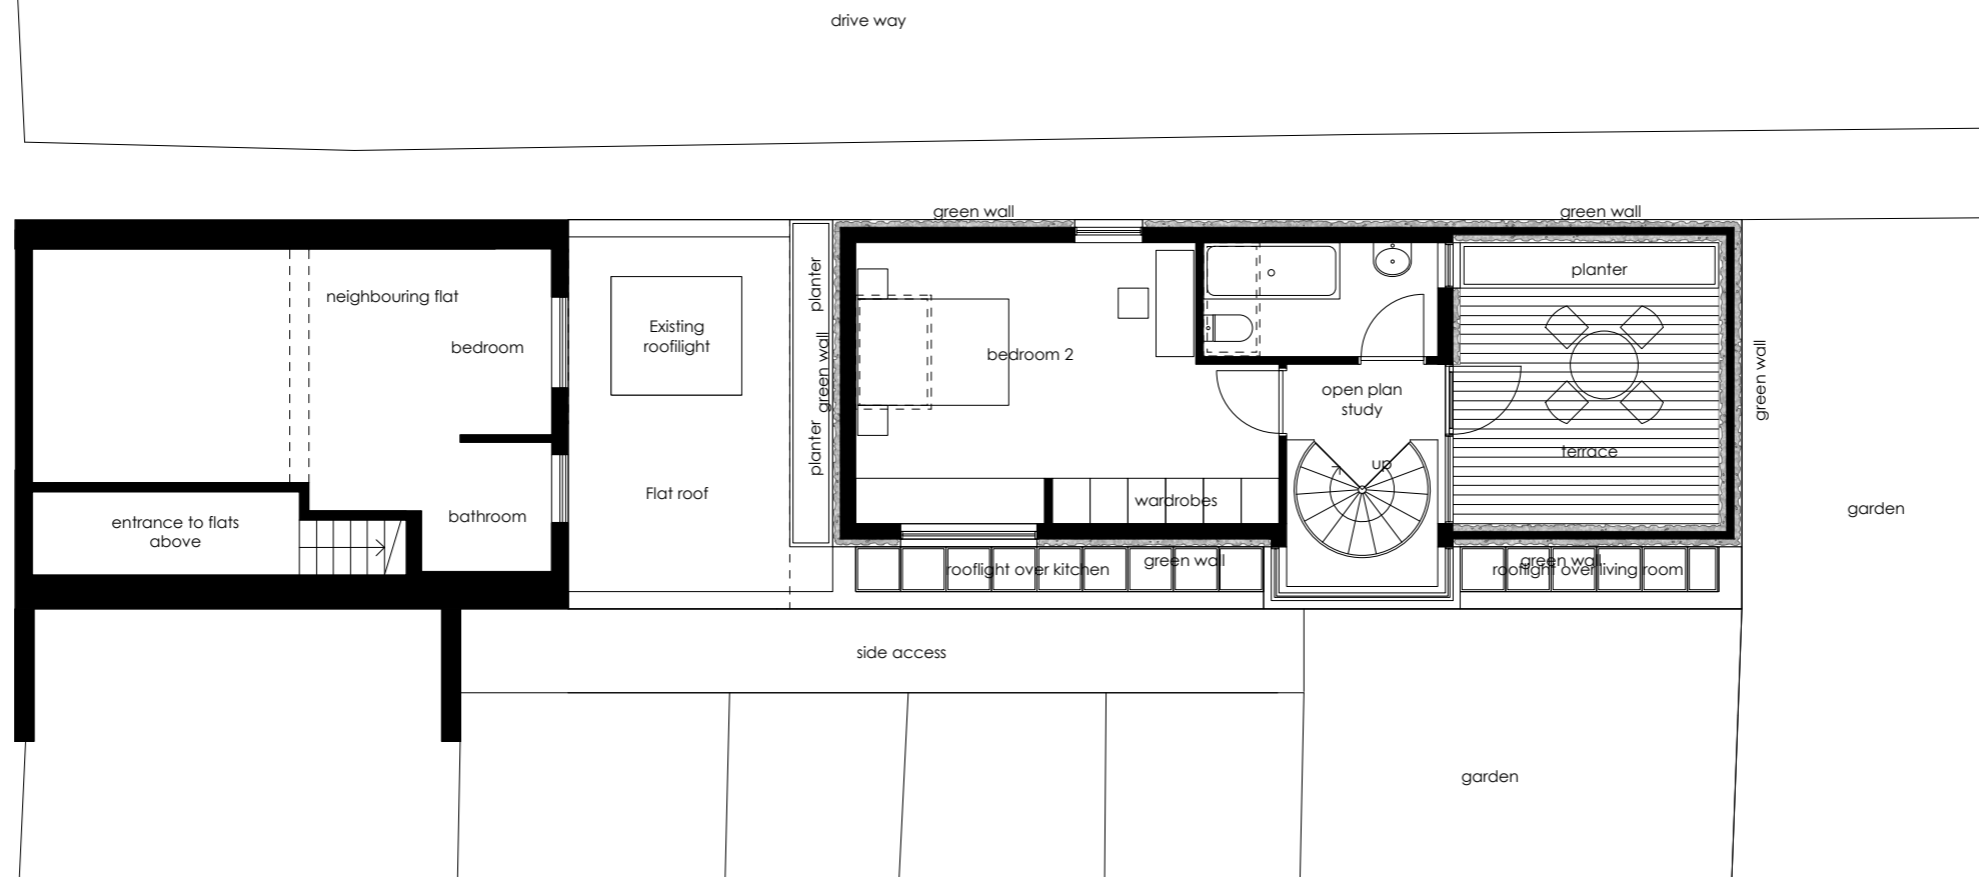 drive way
green wall
green wall
neighbouring flat
bedroom
bathroom
entrance to flats
above
Existing
roofilight
Flat roof
planter
green wall
planter
bedroom 2
wardrobes
open plan
study
up
planter
terrace
green wall
garden
rooflight over kitchen
green wall
green wall
rooflight over living room
side access
garden